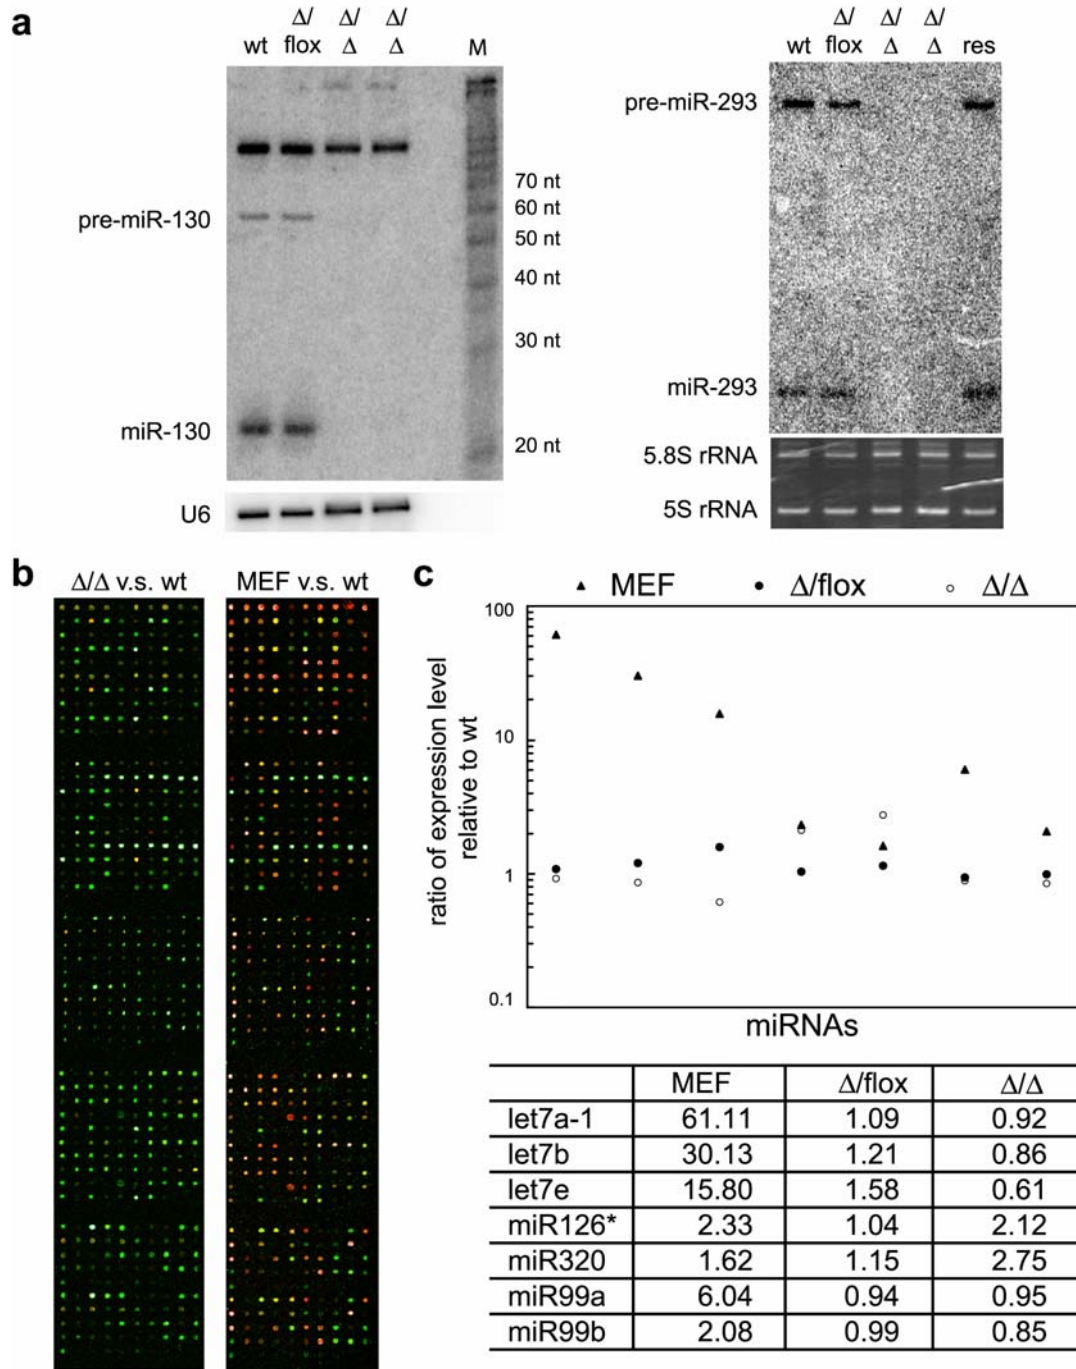 a
Δ/ Δ/ Δ/
wt flox Δ Δ M
pre-miR-130
miR-130
70 nt
60 nt
50 nt
40 nt
30 nt
20 nt
U6
Δ/ Δ/ Δ/
wt flox Δ Δ res
pre-miR-293
miR-293
5.8S rRNA
5S rRNA
b
Δ/Δ v.s. wt MEF v.s. wt
c
MEF Δ/flox Δ/Δ
100
10
1
0.1
ratio of expression level
relative to wt
miRNAs
MEF Δ/flox Δ/Δ
let7a-1 61.11 1.09 0.92
let7b 30.13 1.21 0.86
let7e 15.80 1.58 0.61
miR126* 2.33 1.04 2.12
miR320 1.62 1.15 2.75
miR99a 6.04 0.94 0.95
miR99b 2.08 0.99 0.85